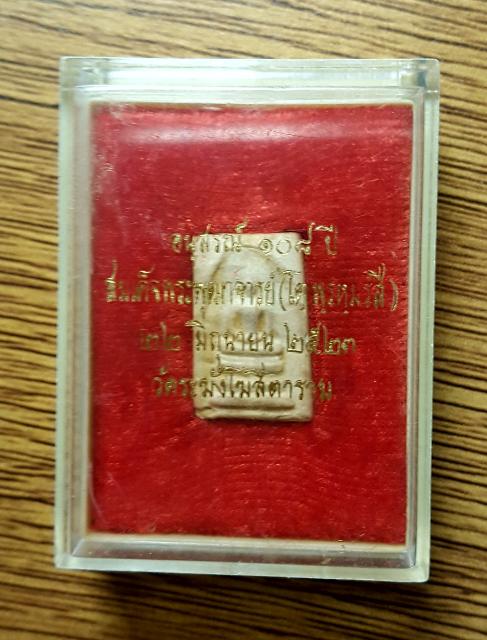 อนุสรณ์ ๑๐๘ ปี
สมเด็จพระพุฒาจารย์ (โต พฺรหฺมรํสี)
๒๒ มิถุนายน ๒๕๒๓
วัดระฆังโฆสิตาราม